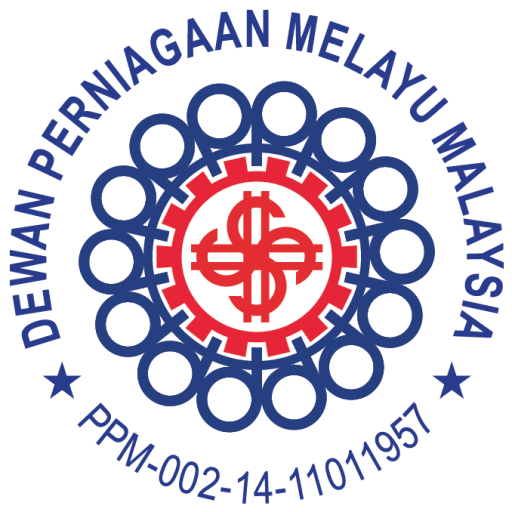 DEWAN PERNIAGAAN MELAYU MALAYSIA
PPM-002-14-11011957